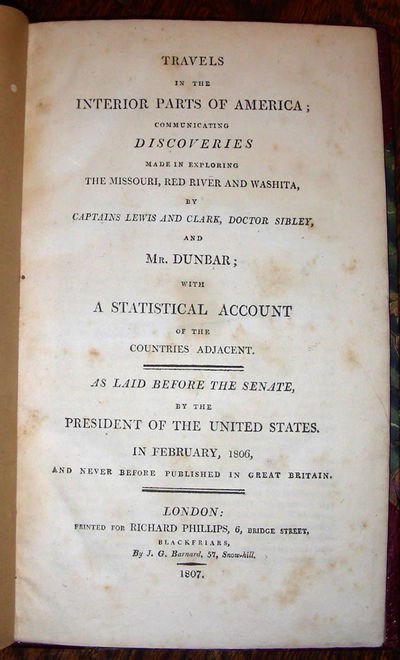 TRAVELS
IN THE
INTERIOR PARTS OF AMERICA;
COMMUNICATING
DISCOVERIES
MADE IN EXPLORING
THE MISSOURI, RED RIVER AND WASHITA,
BY
CAPTAINS LEWIS AND CLARK, DOCTOR SIBLEY,
AND
MR. DUNBAR;
WITH
A STATISTICAL ACCOUNT
OF THE
COUNTRIES ADJACENT.
AS LAID BEFORE THE SENATE,
BY THE
PRESIDENT OF THE UNITED STATES.
IN FEBRUARY, 1806,
AND NEVER BEFORE PUBLISHED IN GREAT BRITAIN.
LONDON:
PRINTED FOR RICHARD PHILLIPS, 6, BRIDGE STREET,
BLACKFRIARS,
By J. G. Barnard, 57, Snow-hill.
1807.